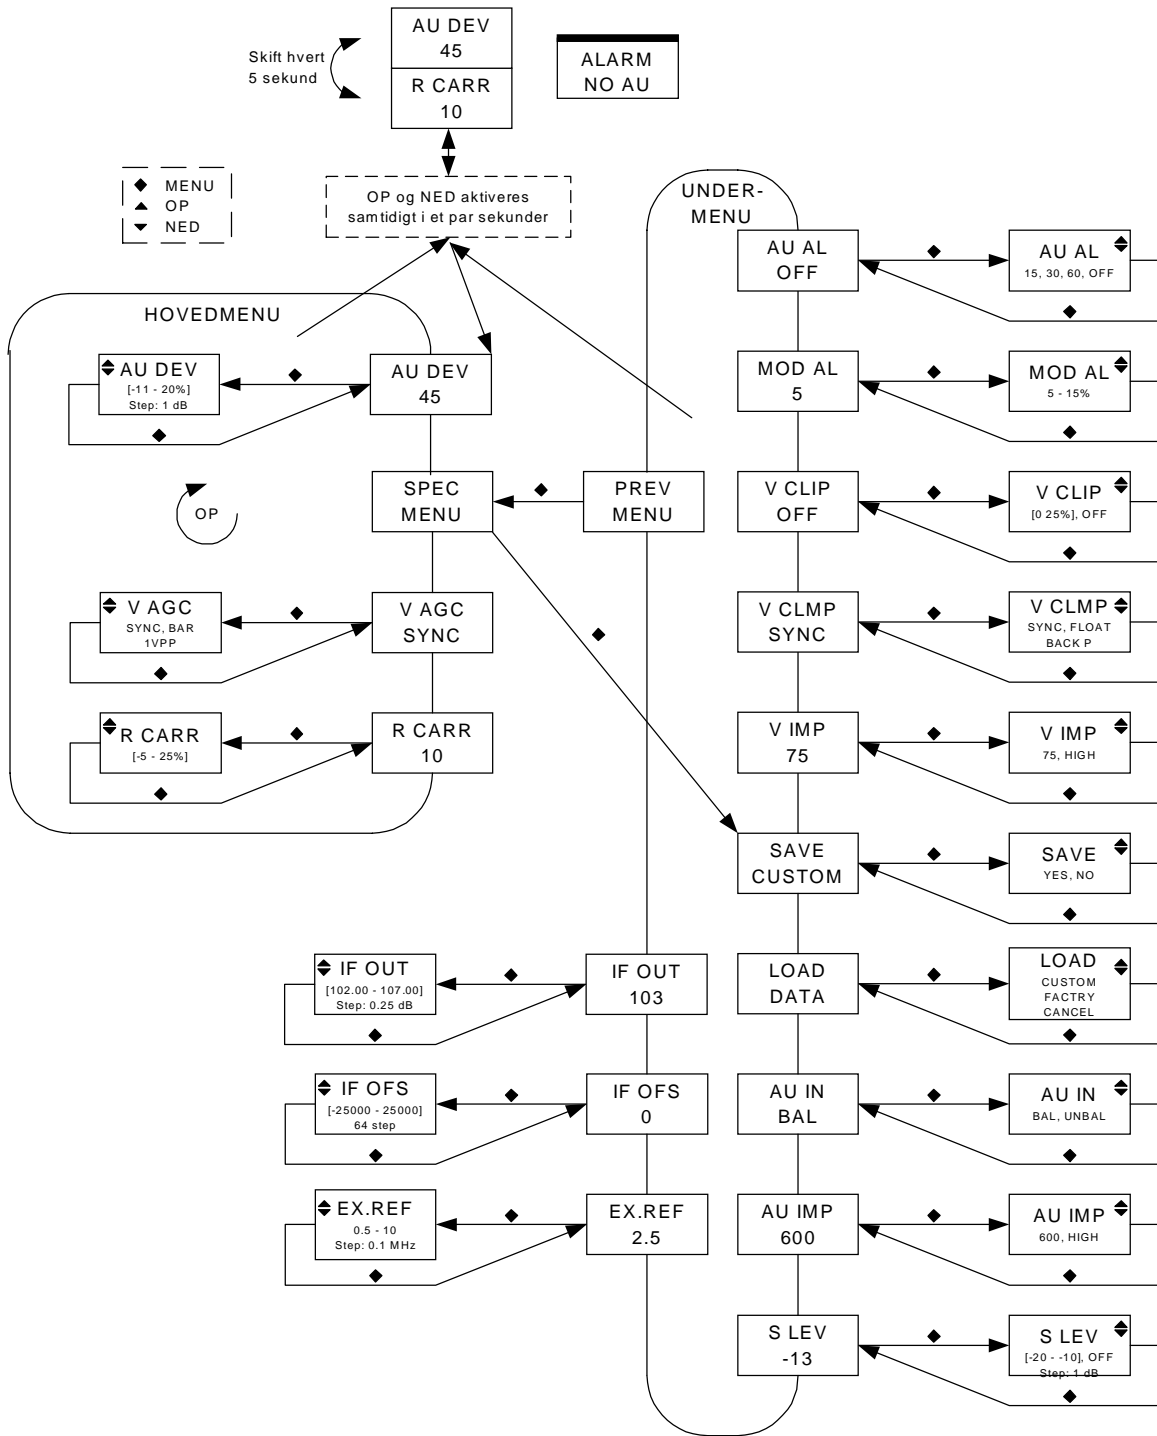 AU DEV
45
R CARR
10
Skift hvert
5 sekund
ALARM
NO AU
MENU
OP
NED
OP og NED aktiveres
samtidigt i et par sekunder
UNDER-
MENU
HOVEDMENU
AU DEV
[-11 - 20%]
Step: 1 dB
AU DEV
45
SPEC
MENU
PREV
MENU
OP
V AGC
SYNC, BAR
1VPP
V AGC
SYNC
R CARR
[-5 - 25%]
R CARR
10
AU AL
OFF
AU AL
15, 30, 60, OFF
MOD AL
5
MOD AL
5 - 15%
V CLIP
OFF
V CLIP
[0 25%], OFF
V CLMP
SYNC
V CLMP
SYNC, FLOAT
BACK P
V IMP
75
V IMP
75, HIGH
SAVE
CUSTOM
SAVE
YES, NO
IF OUT
[102.00 - 107.00]
Step: 0.25 dB
IF OUT
103
LOAD
DATA
LOAD
CUSTOM
FACTRY
CANCEL
IF OFS
[-25000 - 25000]
64 step
IF OFS
0
AU IN
BAL
AU IN
BAL, UNBAL
EX.REF
0.5 - 10
Step: 0.1 MHz
EX.REF
2.5
AU IMP
600
AU IMP
600, HIGH
S LEV
-13
S LEV
[-20 - -10], OFF
Step: 1 dB